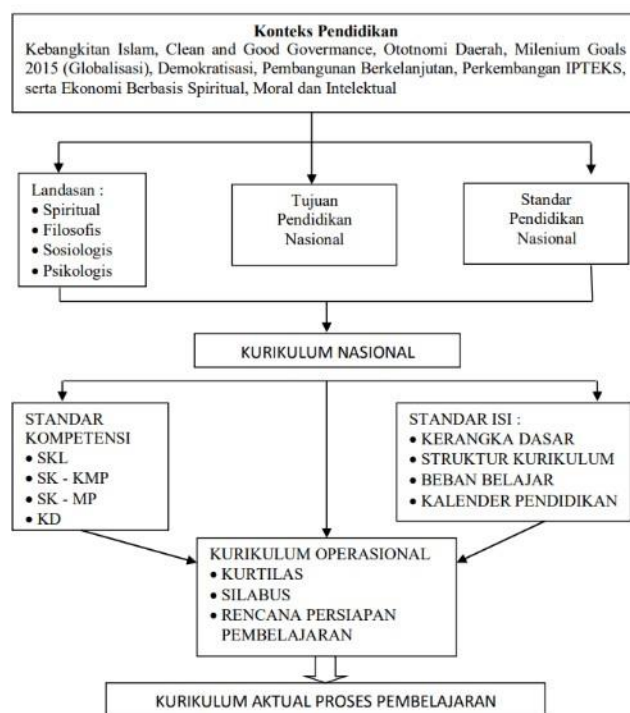 Konteks Pendidikan
Kebangkitan Islam, Clean and Good Govermance, Ototnomi Daerah, Milenium Goals
2015 (Globalisasi), Demokratisasi, Pembangunan Berkelanjutan, Perkembangan IPTEKS,
serta Ekonomi Berbasis Spiritual, Moral dan Intelektual
Landasan :
• Spiritual
• Filosofis
• Sosiologis
• Psikologis
Tujuan
Pendidikan
Nasional
Standar
Pendidikan
Nasional
KURIKULUM NASIONAL
STANDAR
KOMPETENSI
• SKL
• SK - KMP
• SK - MP
• KD
STANDAR ISI :
• KERANGKA DASAR
• STRUKTUR KURIKULUM
• BEBAN BELAJAR
• KALENDER PENDIDIKAN
KURIKULUM OPERASIONAL
• KURTILAS
• SILABUS
• RENCANA PERSIAPAN
PEMBELAJARAN
KURIKULUM AKTUAL PROSES PEMBELAJARAN